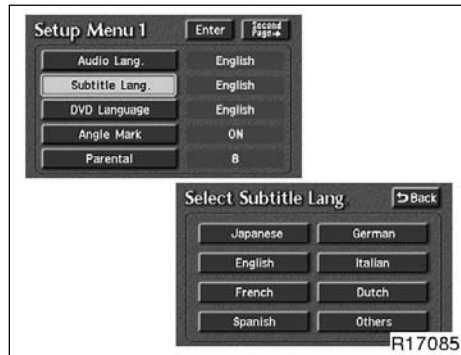 Setup Menu 1 Enter Second Page→
Audio Lang. English
Subtitle Lang. English
DVD Language English
Angle Mark ON
Parental 8
Select Subtitle Lang. Back
Japanese German
English Italian
French Dutch
Spanish Others
R17085